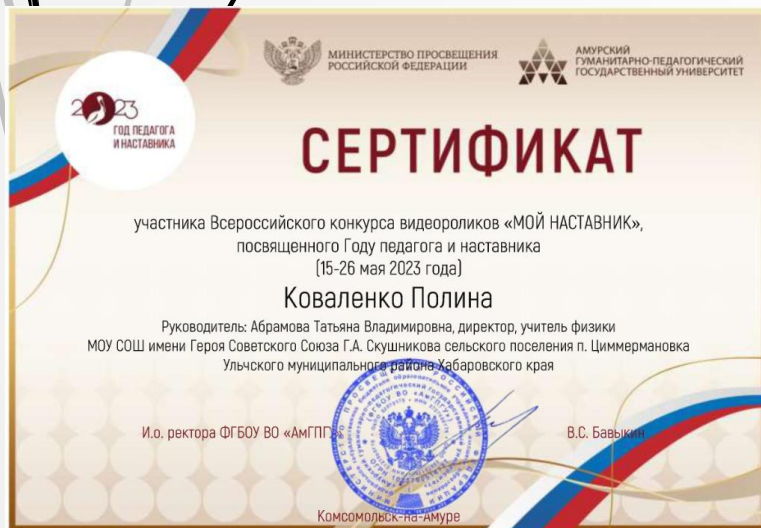 МИНИСТЕРСТВО ПРОСВЕЩЕНИЯ
РОССИЙСКОЙ ФЕДЕРАЦИИ
АМУРСКИЙ
ГУМАНИТАРНО-ПЕДАГОГИЧЕСКИЙ
ГОСУДАРСТВЕННЫЙ УНИВЕРСИТЕТ
2023
ГОД ПЕДАГОГА
И НАСТАВНИКА
СЕРТИФИКАТ
участника Всероссийского конкурса видеороликов «МОЙ НАСТАВНИК»,
посвященного Году педагога и наставника
(15-26 мая 2023 года)
Коваленко Полина
Руководитель: Абрамова Татьяна Владимировна, директор, учитель физики
МОУ СОШ имени Героя Советского Союза Г.А. Скушникова сельского поселения п. Циммермановка
Ульчского муниципального района Хабаровского края
И.о. ректора ФГБОУ ВО «АмГПГУ»
В.С. Бавыкин
Комсомольск-на-Амуре